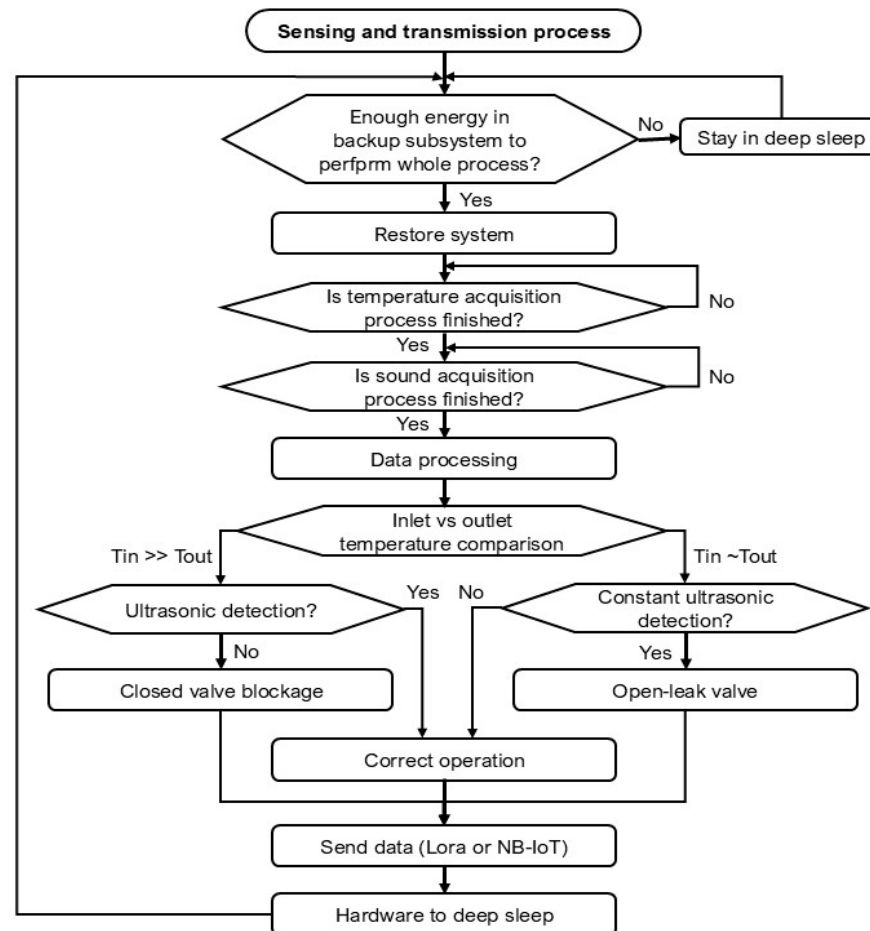 Sensing and transmission process
Enough energy in
backup subsystem to
perfprm whole process?
No
Stay in deep sleep
Yes
Restore system
Is temperature acquisition
process finished?
No
Yes
Is sound acquisition
process finished?
No
Yes
Data processing
Inlet vs outlet
temperature comparison
Tin >> Tout
Tin ~Tout
Ultrasonic detection?
Yes
No
Constant ultrasonic
detection?
No
Yes
Closed valve blockage
Open-leak valve
Correct operation
Send data (Lora or NB-IoT)
Hardware to deep sleep